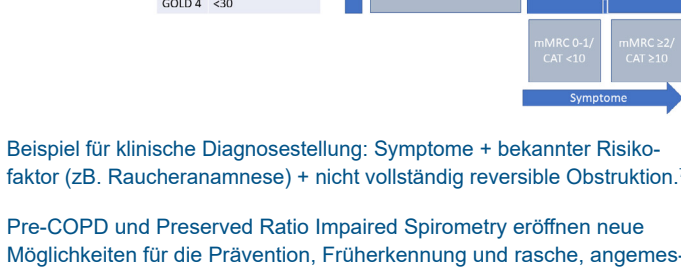 GOLD 4 <30
mMRC 0-1/ mMRC ≥2/
CAT <10 CAT ≥10
Symptome
Beispiel für klinische Diagnosestellung: Symptome + bekannter Risiko-
faktor (zB. Raucheranamnese) + nicht vollständig reversible Obstruktion.
Pre-COPD und Preserved Ratio Impaired Spirometry eröffnen neue
Möglichkeiten für die Prävention, Früherkennung und rasche, angemes-